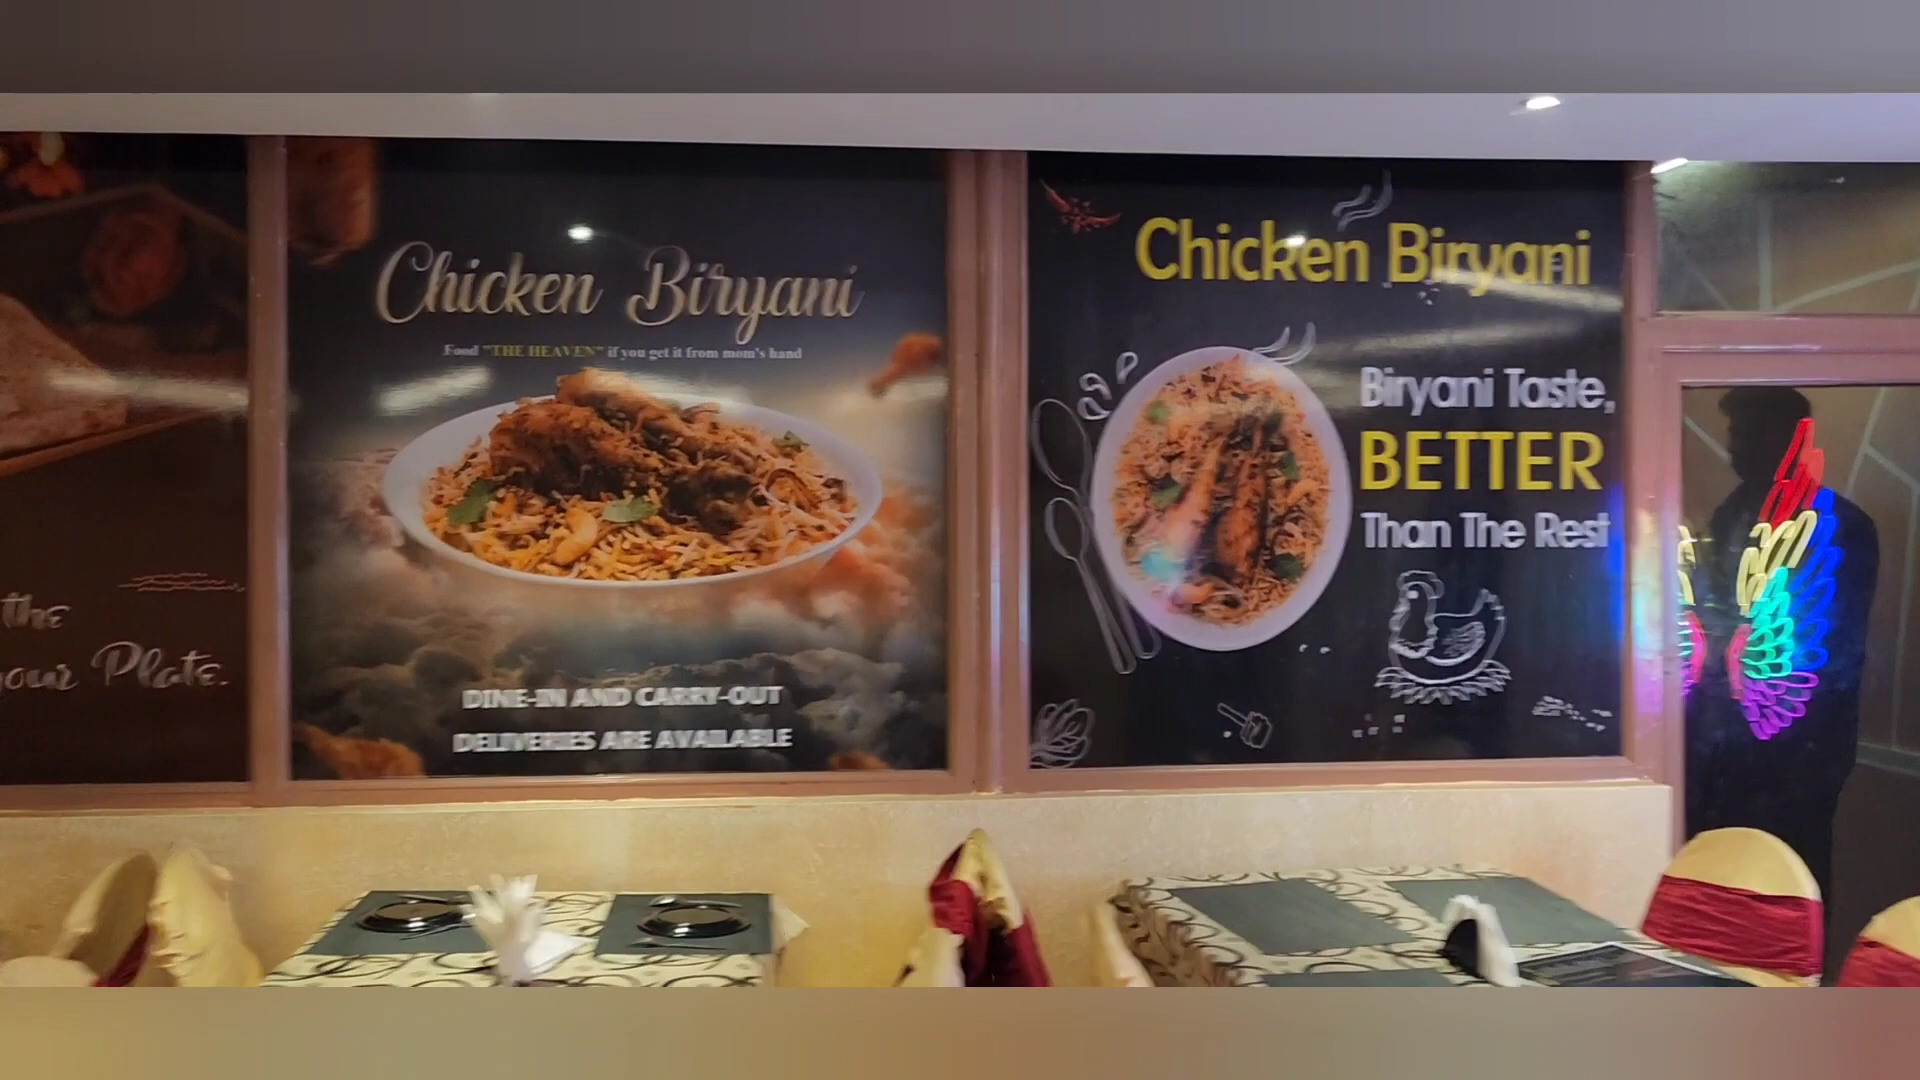 the
your Plate.
Chicken Biryani
Food "THE HEAVEN" if you get it from mom's hand
DINE-IN AND CARRY-OUT
DELIVERIES ARE AVAILABLE
Chicken Biryani
Biryani Taste,
BETTER
Than The Rest